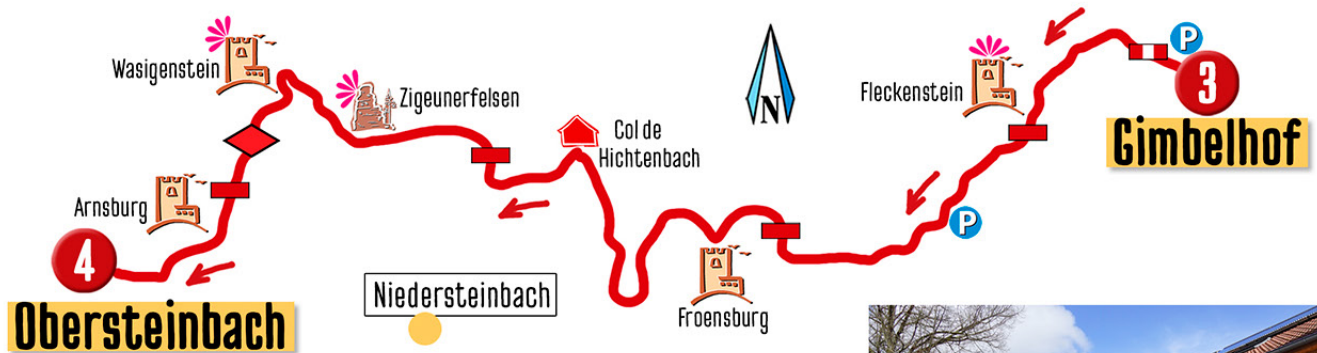 Wasigenstein
Zigeunerfelsen
Col de
Hichtenbach
Fleckenstein
P
3
Gimbelhof
N
Arnsburg
P
4
Obersteinbach
Niedersteinbach
Froensburg